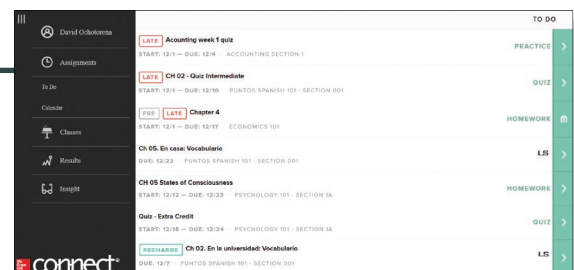 TO DO
David Ochotorena
Assignments
To Do
Calendar
Classes
Results
Insight
Mc Graw Hill
connect®
LATE Acounting week 1 quiz
START: 12/1 — DUE: 12/4 · ACCOUNTING SECTION 1
PRACTICE
LATE CH 02 - Quiz Intermediate
START: 12/1 — DUE: 12/10 · PUNTOS SPANISH 101 - SECTION 001
QUIZ
PRE LATE Chapter 4
START: 12/1 — DUE: 12/17 · ECONOMICS 101
HOMEWORK
Ch 05. En casa: Vocabulario
DUE: 12/22 · PUNTOS SPANISH 101 - SECTION 001
LS
CH 05 States of Consciousness
START: 12/12 — DUE: 12/23 · PSYCHOLOGY 101 - SECTION 1A
HOMEWORK
Quiz - Extra Credit
START: 12/16 — DUE: 12/24 · PSYCHOLOGY 101 - SECTION 1A
QUIZ
RECHARGE Ch 02. En la universidad: Vocabulario
DUE: 12/7 · PUNTOS SPANISH 101 - SECTION 001
LS